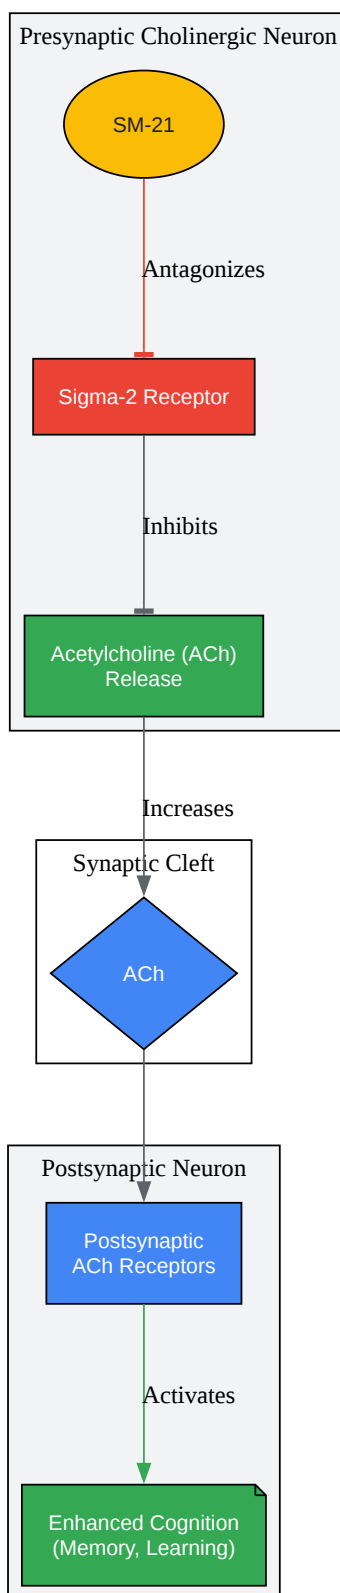 Presynaptic Cholinergic Neuron
SM-21
Antagonizes
Sigma-2 Receptor
Inhibits
Acetylcholine (ACh)
Release
Increases
Synaptic Cleft
ACh
Postsynaptic Neuron
Postsynaptic
ACh Receptors
Activates
Enhanced Cognition
(Memory, Learning)